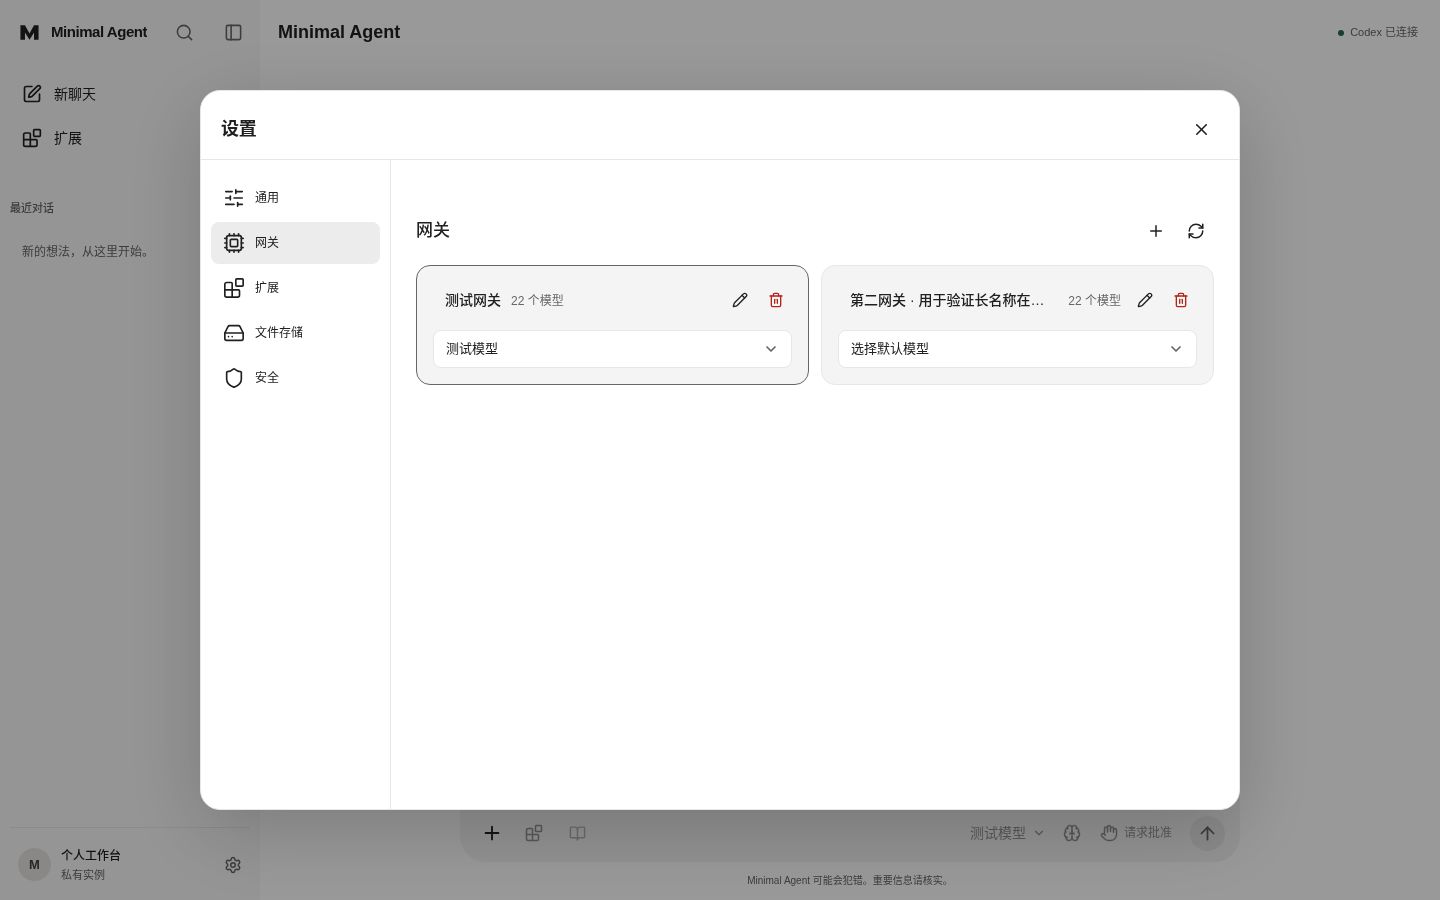 Minimal Agent
Minimal Agent
Codex 已连接
新聊天
扩展
最近对话
新的想法，从这里开始。
设置
通用
网关
扩展
文件存储
安全
网关
测试网关 22 个模型
测试模型
第二网关 · 用于验证长名称在… 22 个模型
选择默认模型
测试模型
请求批准
M
个人工作台
私有实例
Minimal Agent 可能会犯错。重要信息请核实。